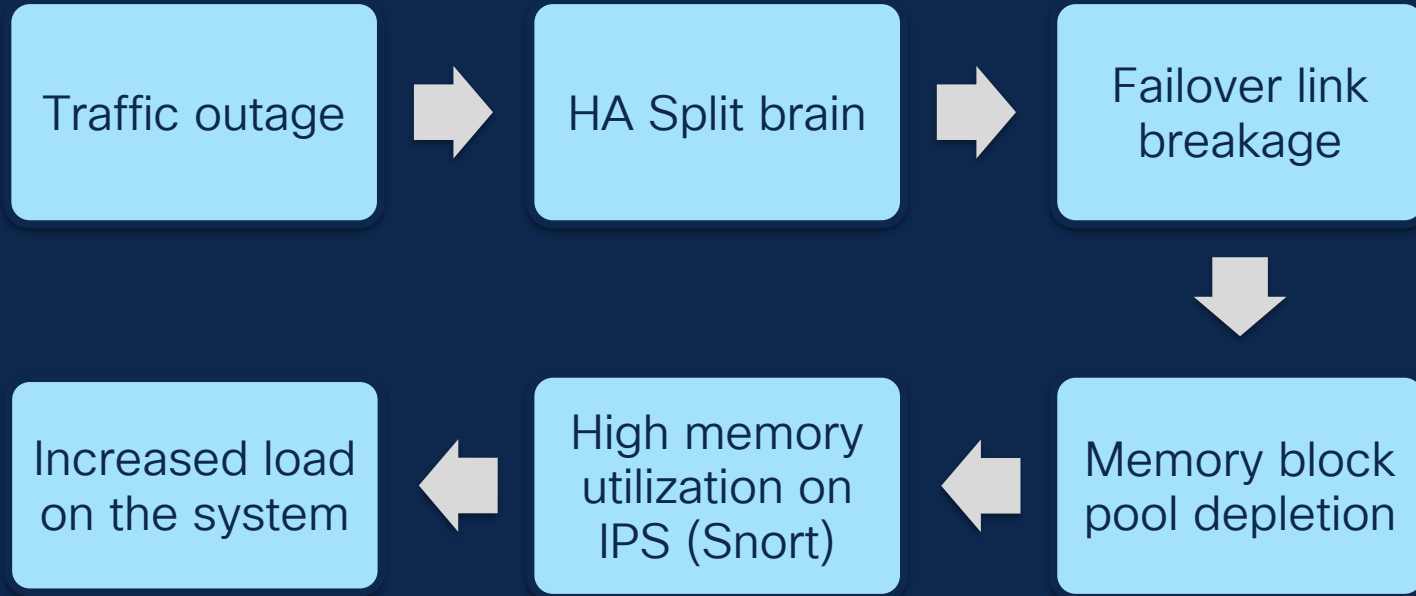 Traffic outage
HA Split brain
Failover link
breakage
Memory block
pool depletion
High memory
utilization on
IPS (Snort)
Increased load
on the system